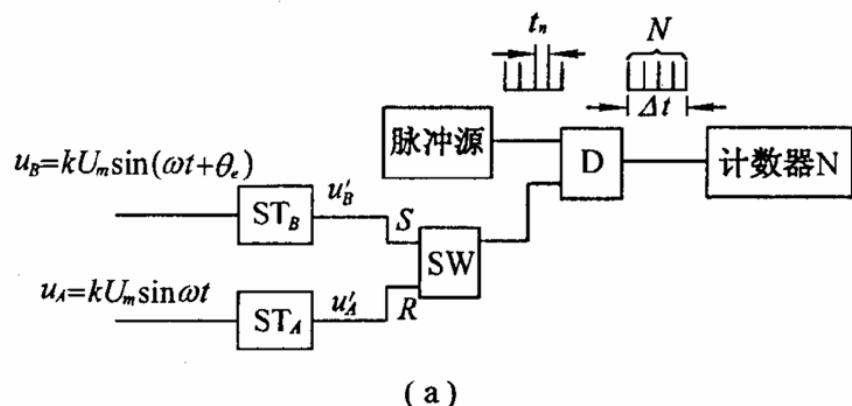 tₙ
N
Δt
脉冲源
D
计数器N
u_B=kU_m sin(ωt+θ_e)
ST_B
u'_B
S
SW
u_A=kU_m sinωt
ST_A
u'_A
R
(a)